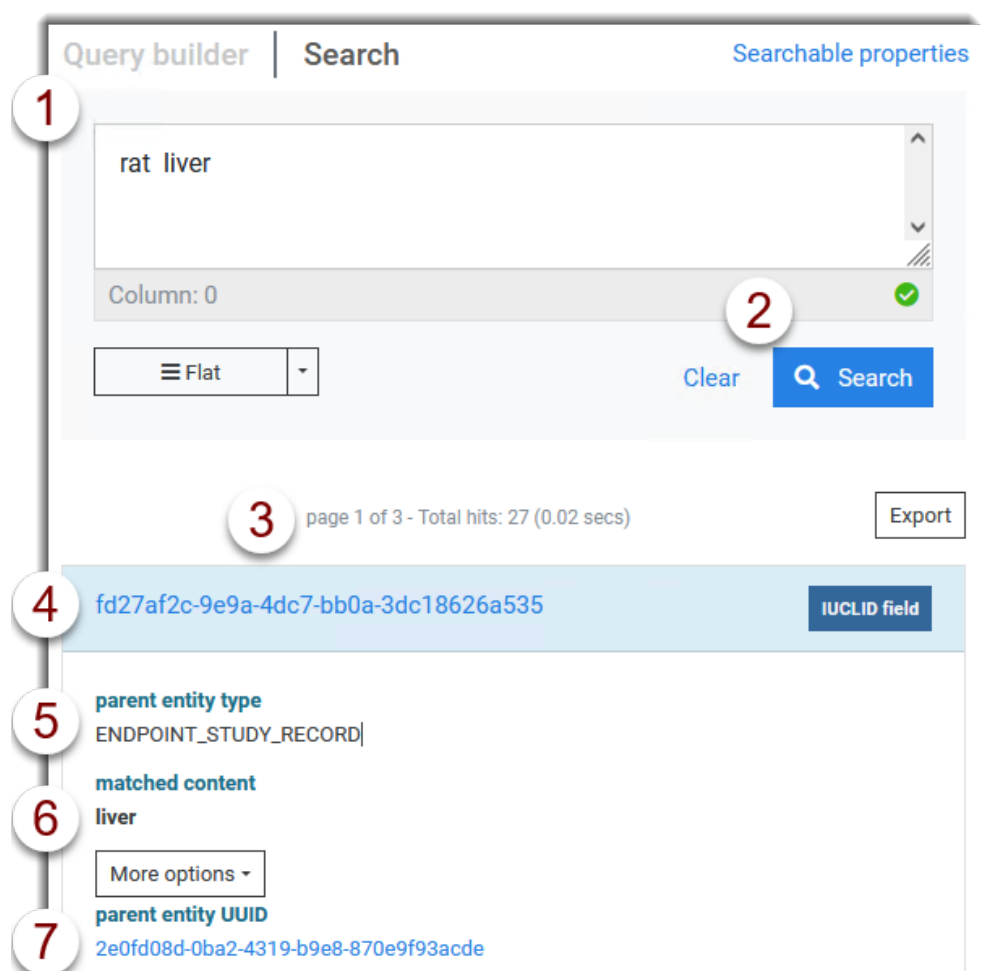 Query builder | Search Searchable properties
1
rat liver
Column: 0
2
Flat Clear Search
3 page 1 of 3 - Total hits: 27 (0.02 secs) Export
4 fd27af2c-9e9a-4dc7-bb0a-3dc18626a535 IUCLID field
parent entity type
5 ENDPOINT_STUDY_RECORD
matched content
6 liver
More options
parent entity UUID
7 2e0fd08d-0ba2-4319-b9e8-870e9f93acde